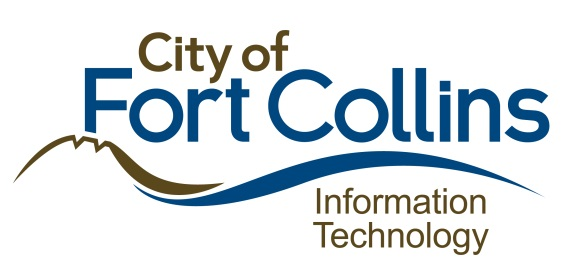 City of
Fort Collins
Information
Technology